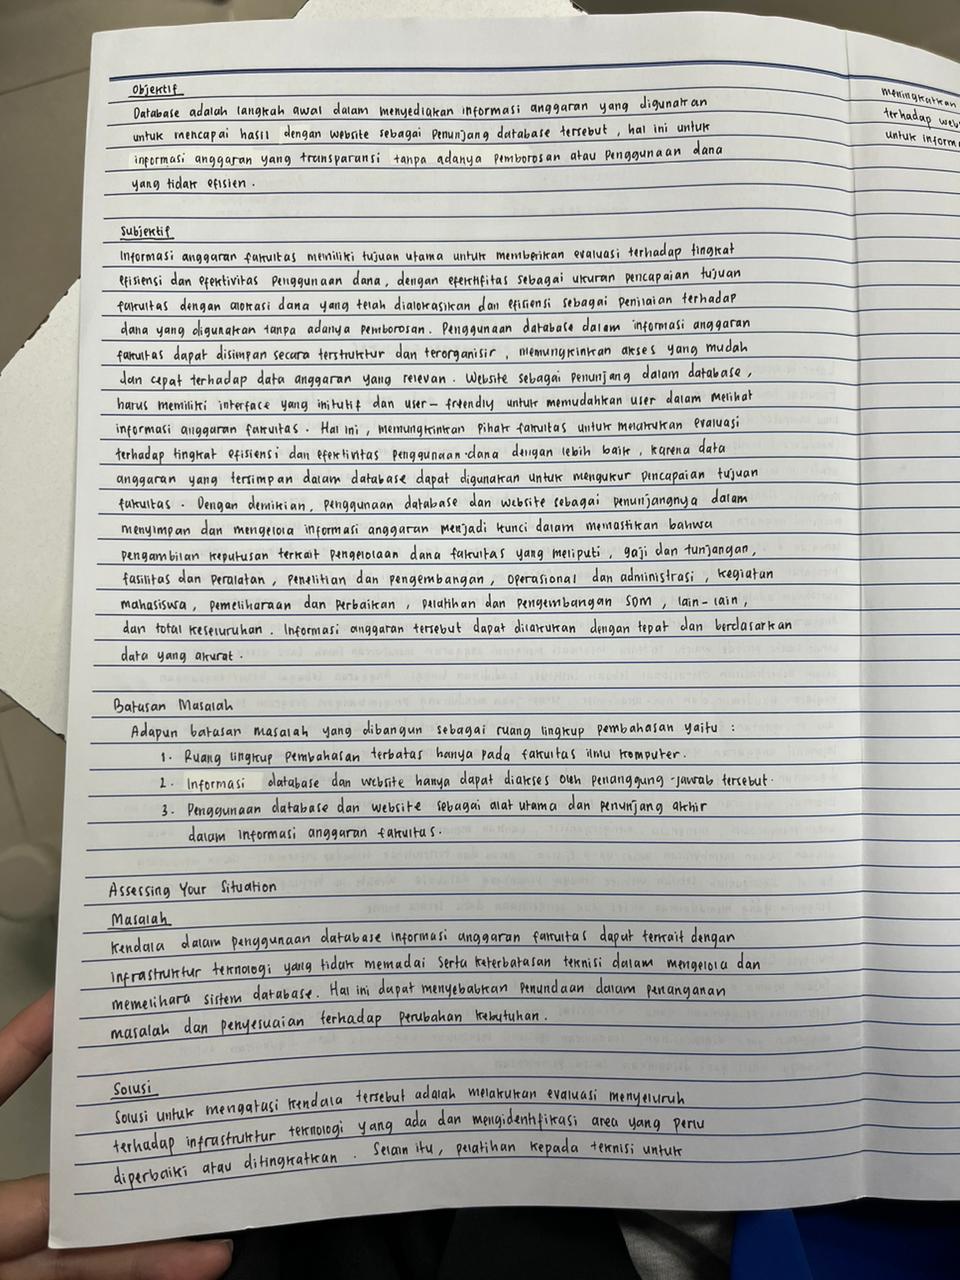 Objektif
Database adalah langkah awal dalam menyediakan informasi anggaran yang digunakan
untuk mencapai hasil dengan website sebagai penunjang database tersebut, hal ini untuk
informasi anggaran yang transparansi tanpa adanya pemborosan atau penggunaan dana
yang tidak efisien.
Subjektif
Informasi anggaran fakultas memiliki tujuan utama untuk memberikan evaluasi terhadap tingkat
efisiensi dan efektivitas penggunaan dana, dengan efektifitas sebagai ukuran pencapaian tujuan
fakultas dengan alokasi dana yang telah dialokasikan dan efisiensi sebagai penilaian terhadap
dana yang digunakan tanpa adanya pemborosan. Penggunaan database dalam informasi anggaran
fakultas dapat disimpan secara terstruktur dan terorganisir, memungkinkan akses yang mudah
dan cepat terhadap data anggaran yang relevan. Website sebagai penunjang dalam database,
harus memiliki interface yang initutif dan user-friendly untuk memudahkan user dalam melihat
informasi anggaran fakultas. Hal ini, memungkinkan pihak fakultas untuk melakukan evaluasi
terhadap tingkat efisiensi dan efektivitas penggunaan dana dengan lebih baik, karena data
anggaran yang tersimpan dalam database dapat digunakan untuk mengukur pencapaian tujuan
fakultas. Dengan demikian, penggunaan database dan website sebagai penunjangnya dalam
menyimpan dan mengelola informasi anggaran menjadi kunci dalam memastikan bahwa
pengambilan keputusan terkait pengelolaan dana fakultas yang meliputi, gaji dan tunjangan,
fasilitas dan peralatan, penelitian dan pengembangan, operasional dan administrasi, kegiatan
mahasiswa, pemeliharaan dan perbaikan, pelatihan dan pengembangan SDM, lain-lain,
dan total keseluruhan. Informasi anggaran tersebut dapat dilakukan dengan tepat dan berdasarkan
data yang akurat.
Batasan Masalah
Adapun batasan masalah yang dibangun sebagai ruang lingkup pembahasan yaitu :
1. Ruang lingkup pembahasan terbatas hanya pada fakultas ilmu komputer.
2. Informasi database dan website hanya dapat diakses oleh penanggung-jawab tersebut.
3. Penggunaan database dan website sebagai alat utama dan penunjang akhir
dalam informasi anggaran fakultas.
Assessing Your Situation
Masalah
Kendala dalam penggunaan database informasi anggaran fakultas dapat terkait dengan
infrastruktur teknologi yang tidak memadai serta keterbatasan teknisi dalam mengelola dan
memelihara sistem database. Hal ini dapat menyebabkan penundaan dalam penanganan
masalah dan penyesuaian terhadap perubahan kebutuhan.
Solusi
Solusi untuk mengatasi kendala tersebut adalah melakukan evaluasi menyeluruh
terhadap infrastruktur teknologi yang ada dan mengidentifikasi area yang perlu
diperbaiki atau ditingkatkan. Selain itu, pelatihan kepada teknisi untuk
meningkatkan
terhadap
untuk